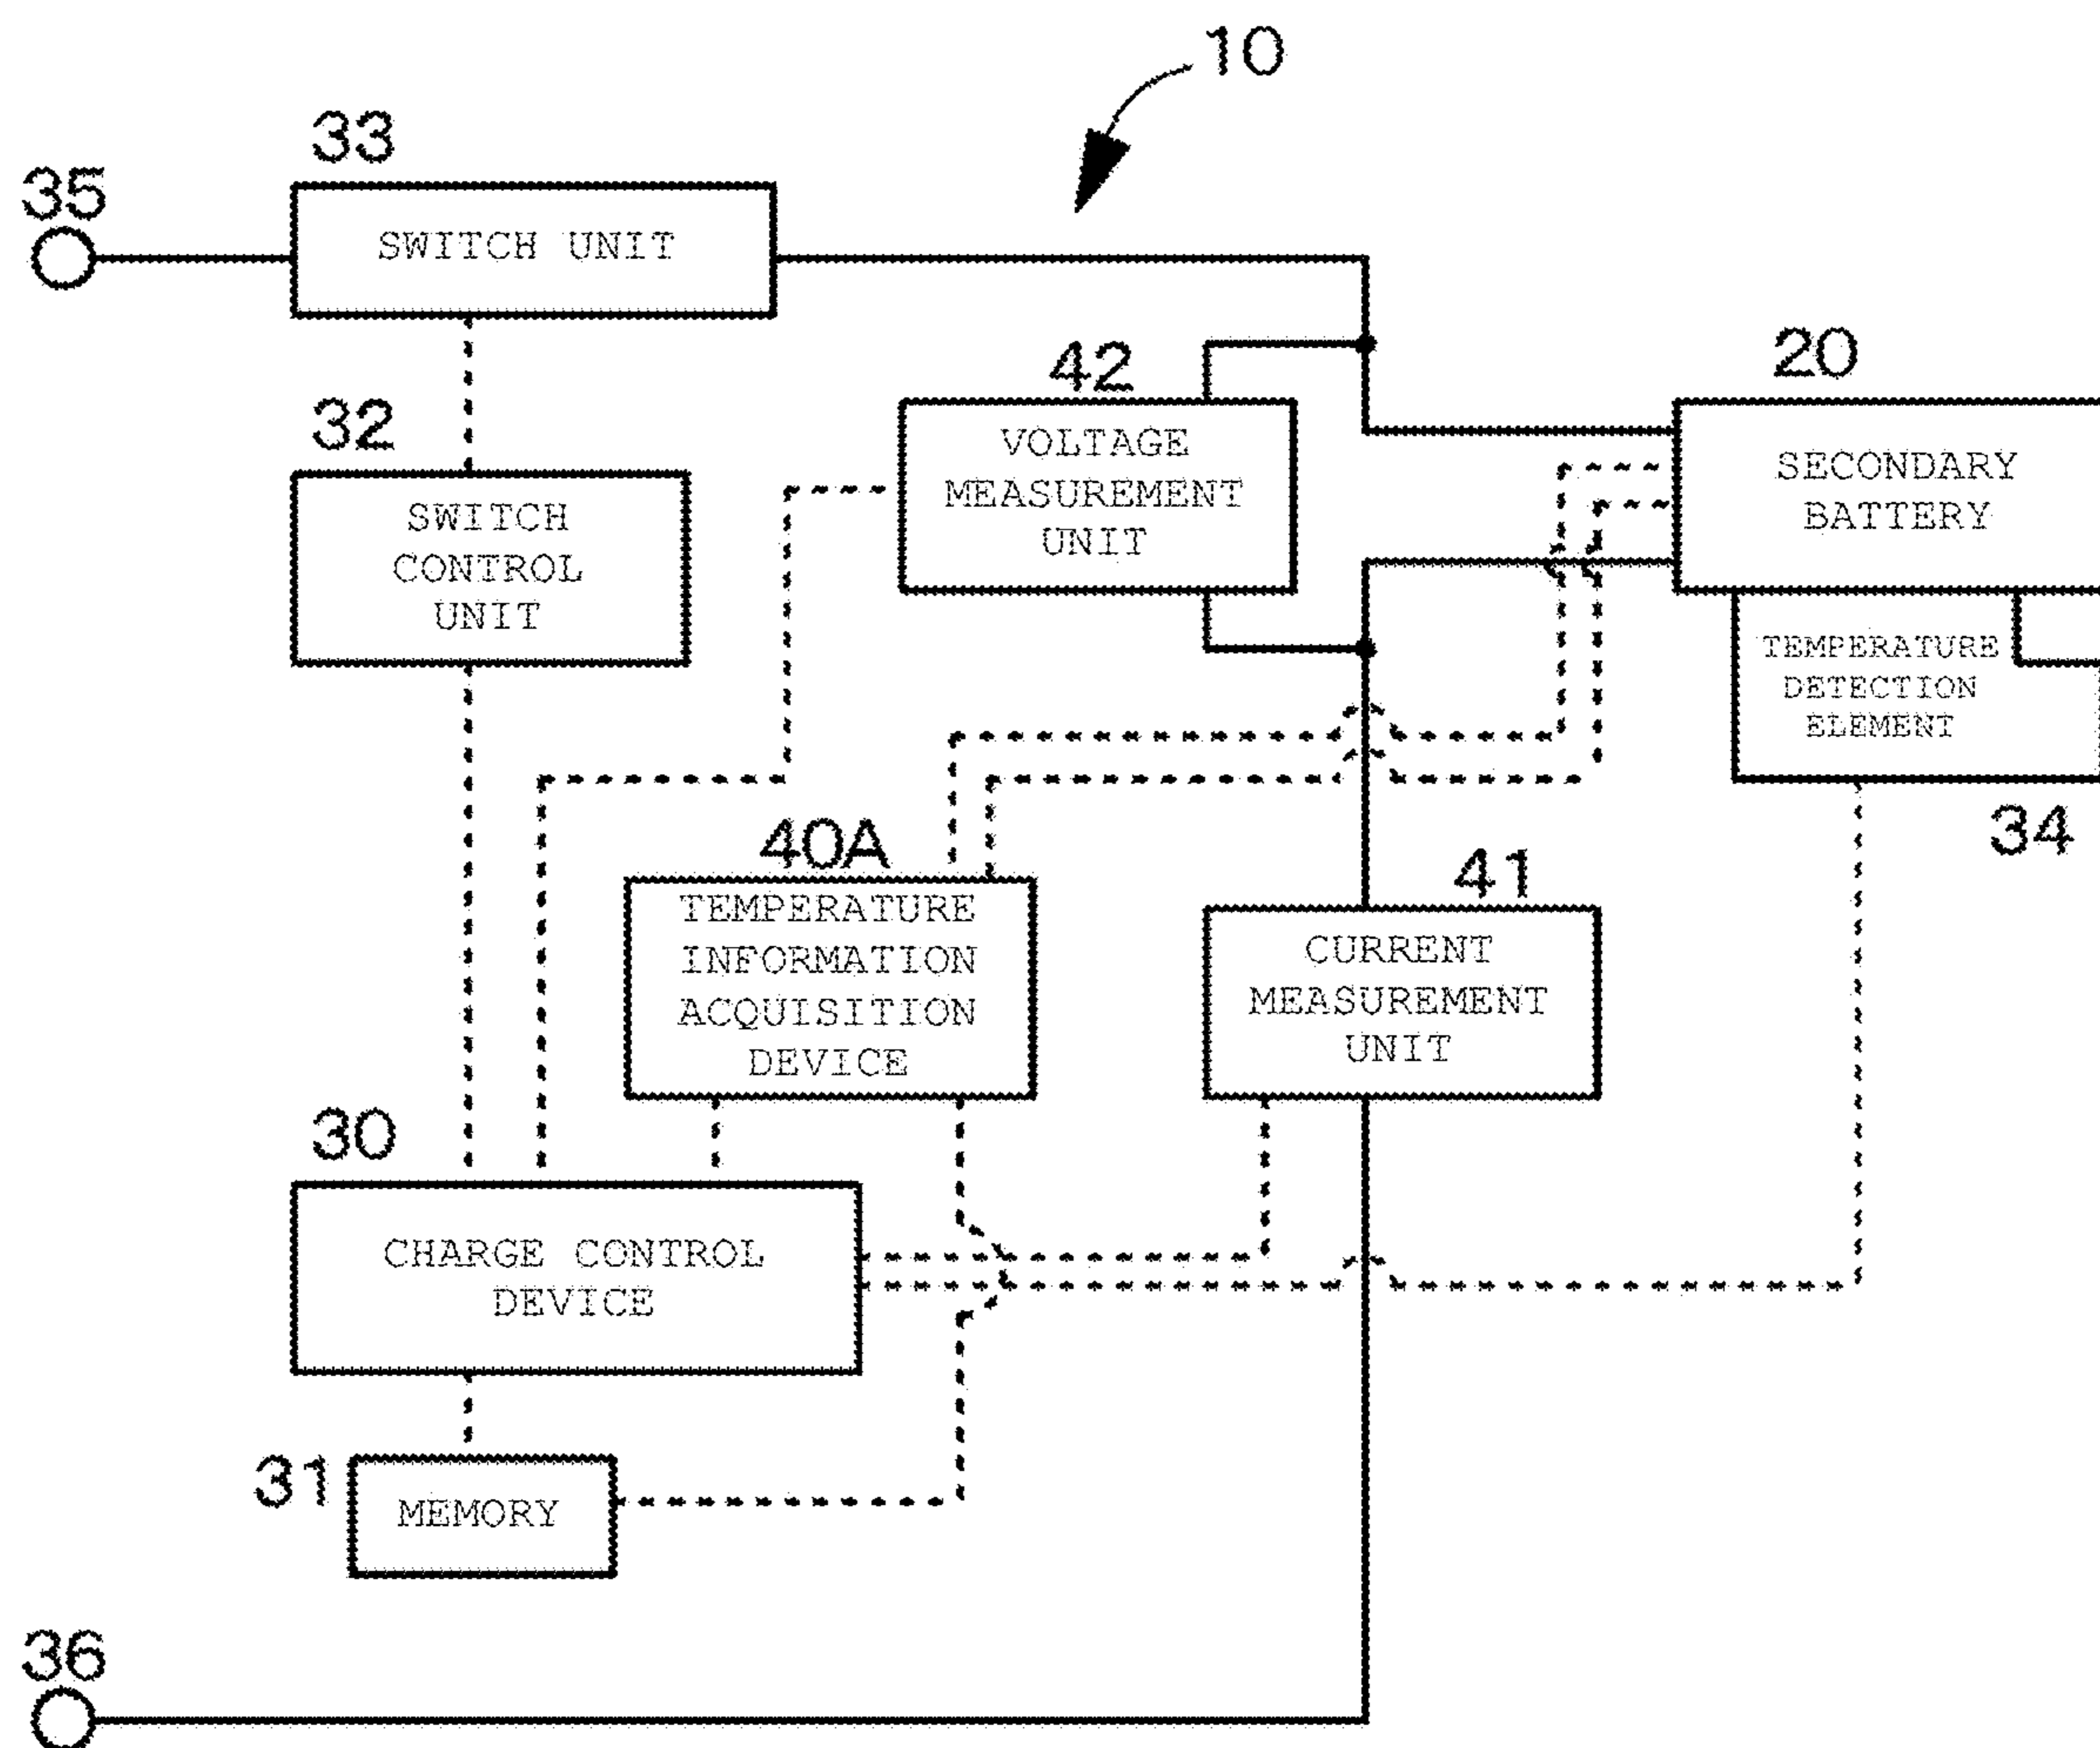 10
33
35
SWITCH UNIT
42
20
32
VOLTAGE
MEASUREMENT
UNIT
SECONDARY
BATTERY
SWITCH
CONTROL
UNIT
TEMPERATURE
DETECTION
ELEMENT
34
40A
41
TEMPERATURE
INFORMATION
ACQUISITION
DEVICE
CURRENT
MEASUREMENT
UNIT
30
CHARGE CONTROL
DEVICE
31
MEMORY
36